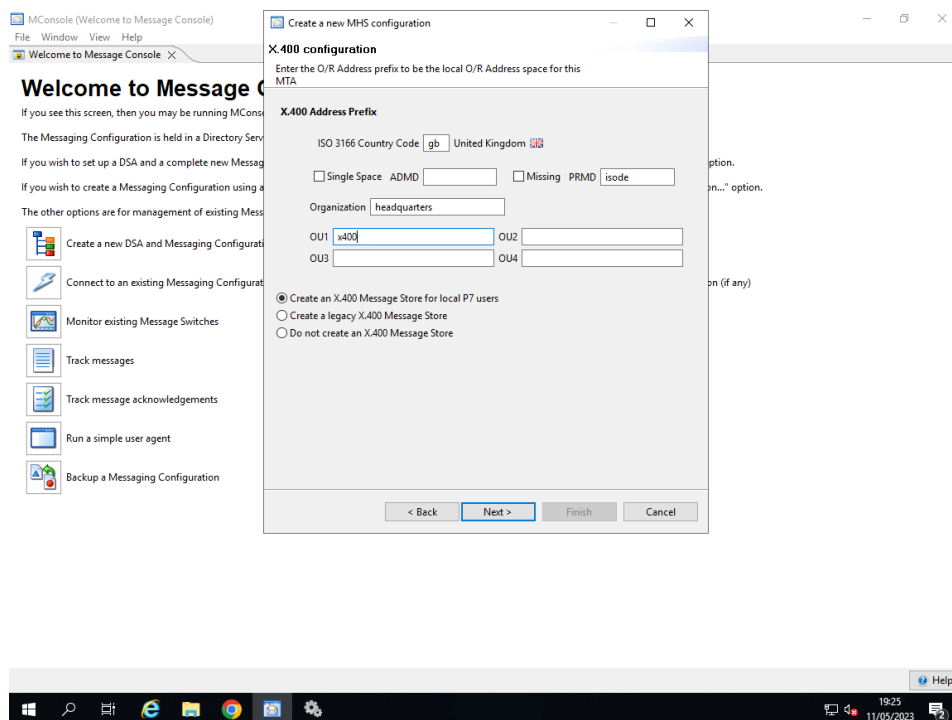 MConsole (Welcome to Message Console)
File Window View Help
Welcome to Message Console
Welcome to Message
If you see this screen, then you may be running
The Messaging Configuration is held in a Directory
If you wish to set up a DSA and a complete new
ption.
If you wish to create a Messaging Configuration using a
on..." option.
The other options are for management of existing
Create a new DSA and Messaging
Connect to an existing Messaging
on (if any)
Monitor existing Message Switches
Track messages
Track message acknowledgements
Run a simple user agent
Backup a Messaging Configuration
Create a new MHS configuration
X.400 configuration
Enter the O/R Address prefix to be the local O/R Address space for this
MTA
X.400 Address Prefix
ISO 3166 Country Code gb United Kingdom
Single Space ADMD Missing PRMD isode
Organization headquarters
OU1 x400 OU2
OU3 OU4
Create an X.400 Message Store for local P7 users
Create a legacy X.400 Message Store
Do not create an X.400 Message Store
< Back Next > Finish Cancel
Help
19:25
11/05/2023
2